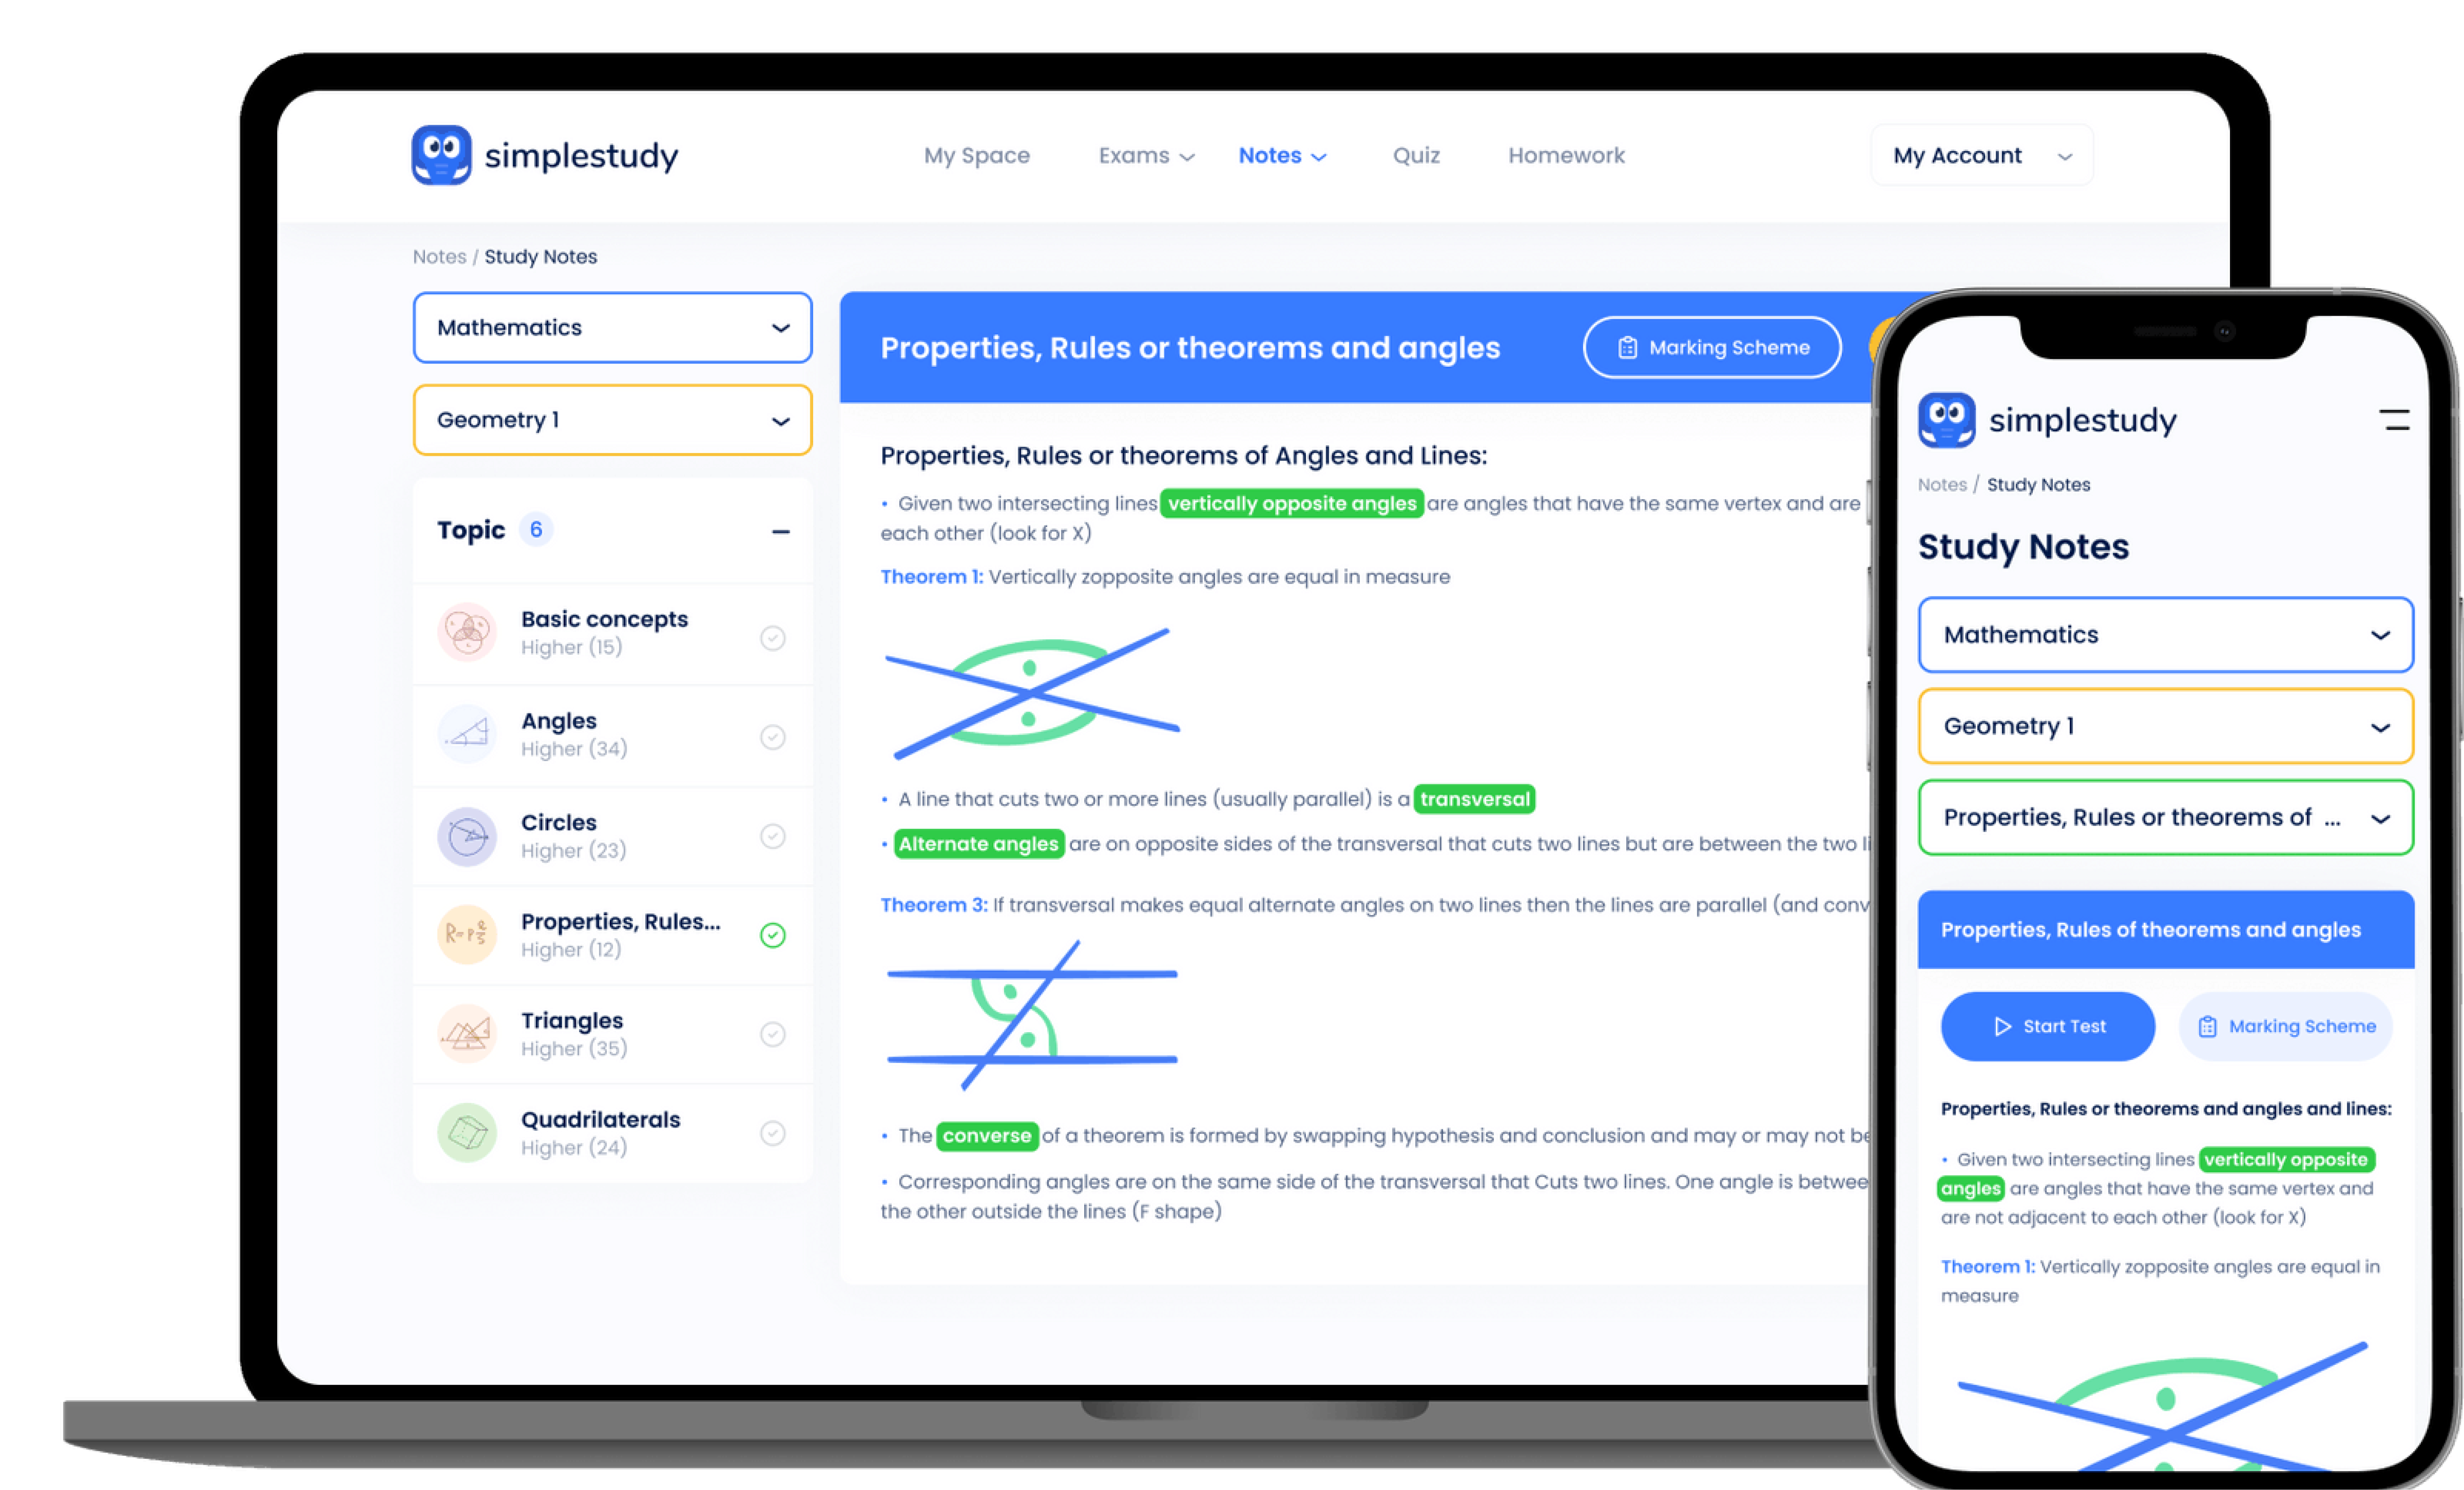 simplestudy
My Space
Exams
Notes
Quiz
Homework
My Account
Notes / Study Notes
Mathematics
Geometry 1
Topic 6
Basic concepts
Higher (15)
Angles
Higher (34)
Circles
Higher (23)
Properties, Rules...
Higher (12)
Triangles
Higher (35)
Quadrilaterals
Higher (24)
Properties, Rules or theorems and angles
Marking Scheme
Properties, Rules or theorems of Angles and Lines:
• Given two intersecting lines vertically opposite angles are angles that have the same vertex and are
each other (look for X)
Theorem 1: Vertically zopposite angles are equal in measure
• A line that cuts two or more lines (usually parallel) is a transversal
• Alternate angles are on opposite sides of the transversal that cuts two lines but are between the two
Theorem 3: If transversal makes equal alternate angles on two lines then the lines are parallel (and
• The converse of a theorem is formed by swapping hypothesis and conclusion and may or may not
• Corresponding angles are on the same side of the transversal that Cuts two lines. One angle is
the other outside the lines (F shape)
simplestudy
Notes / Study Notes
Study Notes
Mathematics
Geometry 1
Properties, Rules or theorems of ...
Properties, Rules of theorems and angles
Start Test
Marking Scheme
Properties, Rules or theorems and angles and lines:
• Given two intersecting lines vertically opposite
angles are angles that have the same vertex and
are not adjacent to each other (look for X)
Theorem 1: Vertically zopposite angles are equal in
measure